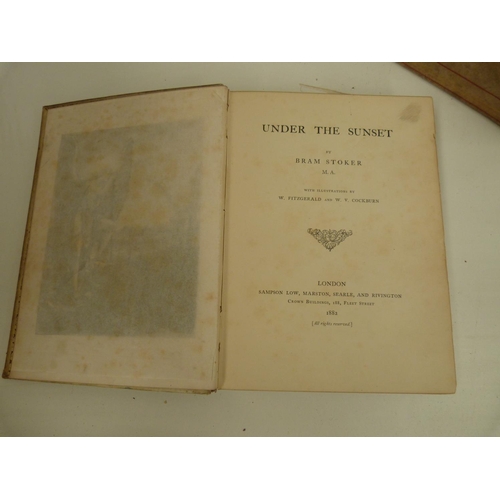 UNDER THE SUNSET
BY
BRAM STOKER
M. A.
WITH ILLUSTRATIONS BY
W. FITZGERALD AND W. V. COCKBURN
LONDON
SAMPSON LOW, MARSTON, SEARLE, AND RIVINGTON
CROWN BUILDINGS, 188, FLEET STREET
1882
[All rights reserved]